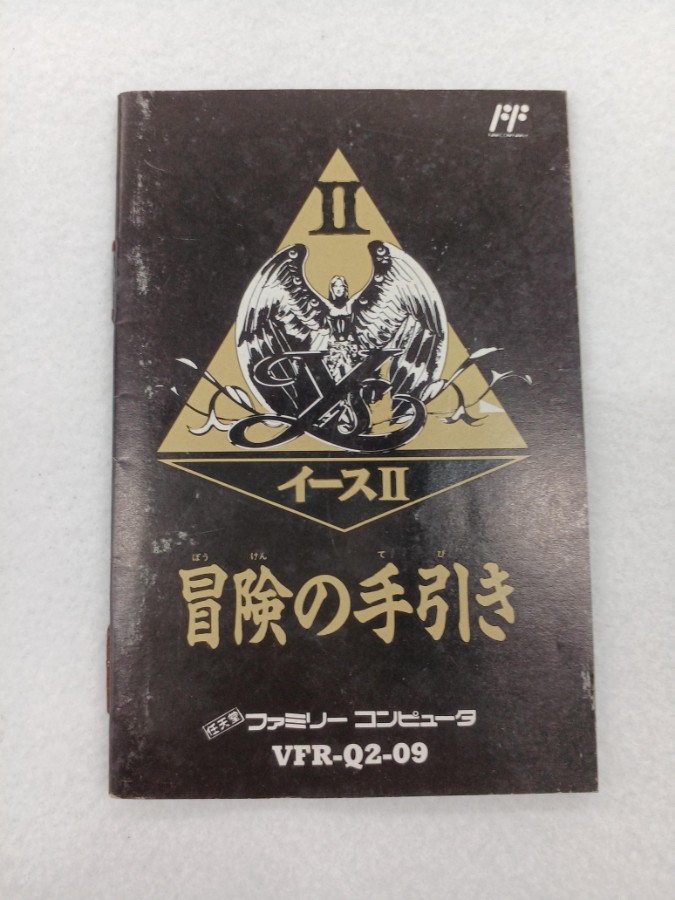 II
Ys
イースII
ぼう けん て び
冒険の手引き
任天堂 ファミリー コンピュータ
VFR-Q2-09